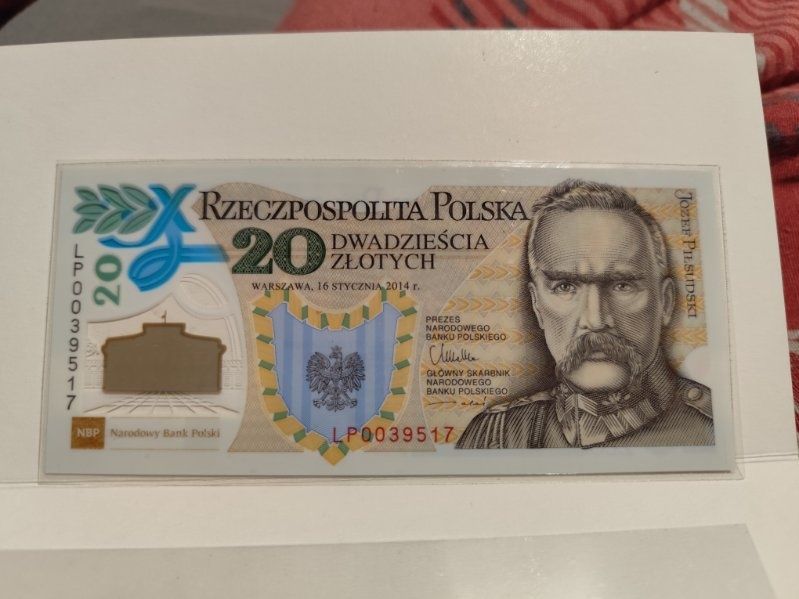 RZECZPOSPOLITA POLSKA
20 DWADZIEŚCIA
ZŁOTYCH
WARSZAWA, 16 STYCZNIA 2014 r.
PREZES
NARODOWEGO
BANKU POLSKIEGO
GŁÓWNY SKARBNIK
NARODOWEGO
BANKU POLSKIEGO
JÓZEF PIŁSUDSKI
20
LP0039517
LP0039517
NBP Narodowy Bank Polski